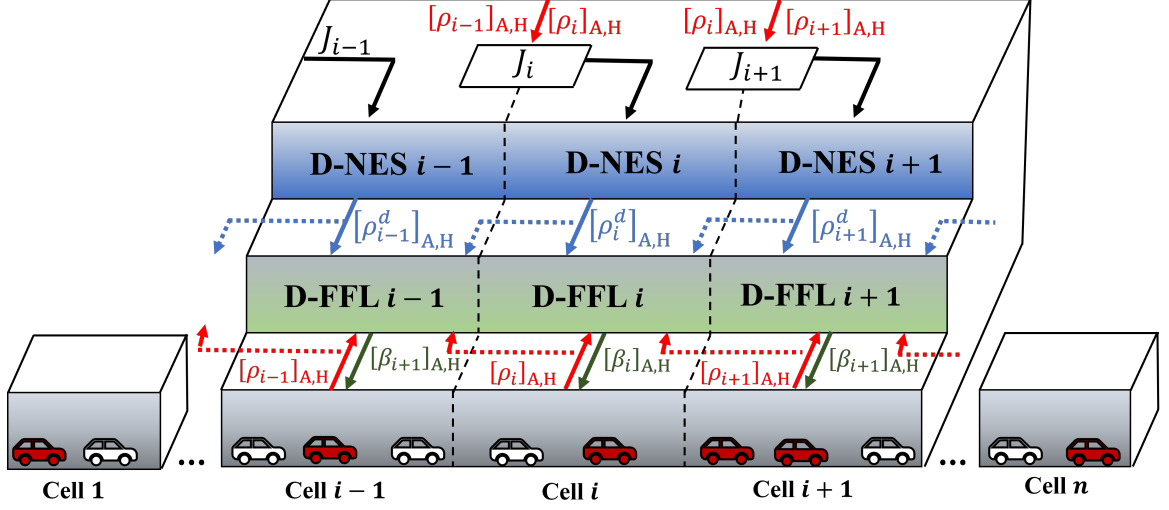 [ρ_{i−1}]_{A,H} [ρ_i]_{A,H} [ρ_i]_{A,H} [ρ_{i+1}]_{A,H}
J_{i−1} J_i J_{i+1}
D-NES i − 1 D-NES i D-NES i + 1
[ρ^d_{i−1}]_{A,H} [ρ^d_i]_{A,H} [ρ^d_{i+1}]_{A,H}
D-FFL i − 1 D-FFL i D-FFL i + 1
[ρ_{i−1}]_{A,H} [β_{i+1}]_{A,H} [ρ_i]_{A,H} [β_i]_{A,H} [ρ_{i+1}]_{A,H} [β_{i+1}]_{A,H}
... ...
Cell 1 Cell i − 1 Cell i Cell i + 1 Cell n